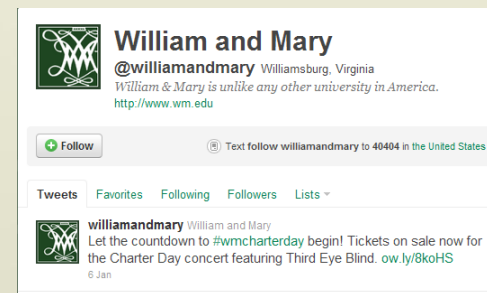 William and Mary
@williamandmary Williamsburg, Virginia
William & Mary is unlike any other university in America.
http://www.wm.edu
Follow
Text follow williamandmary to 40404 in the United States
Tweets Favorites Following Followers Lists
williamandmary William and Mary
Let the countdown to #wmcharterday begin! Tickets on sale now for
the Charter Day concert featuring Third Eye Blind. ow.ly/8koHS
6 Jan